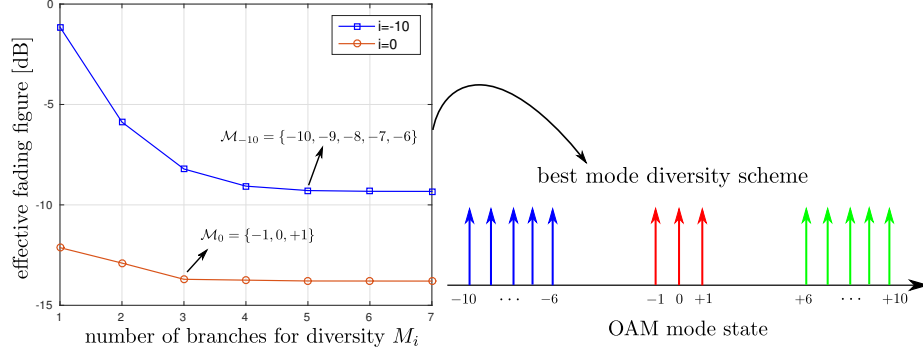 0
-5
-10
-15
effective fading figure [dB]
i=-10
i=0
M₋₁₀ = {−10, −9, −8, −7, −6}
M₀ = {−1, 0, +1}
1 2 3 4 5 6 7
number of branches for diversity Mᵢ
best mode diversity scheme
−10 ··· −6 −1 0 +1 +6 ··· +10
OAM mode state